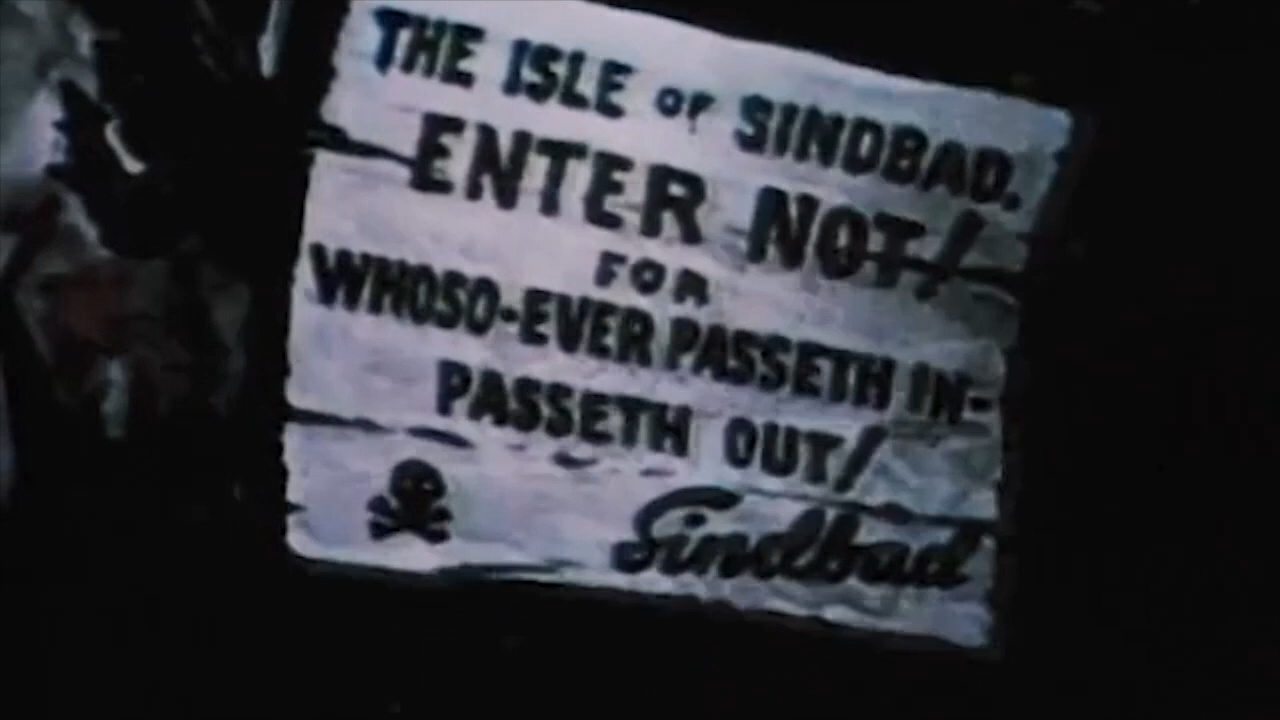 THE ISLE OF SINDBAD.
ENTER NOT!
FOR
WHOSO-EVER PASSETH IN-
PASSETH OUT!
Sindbad